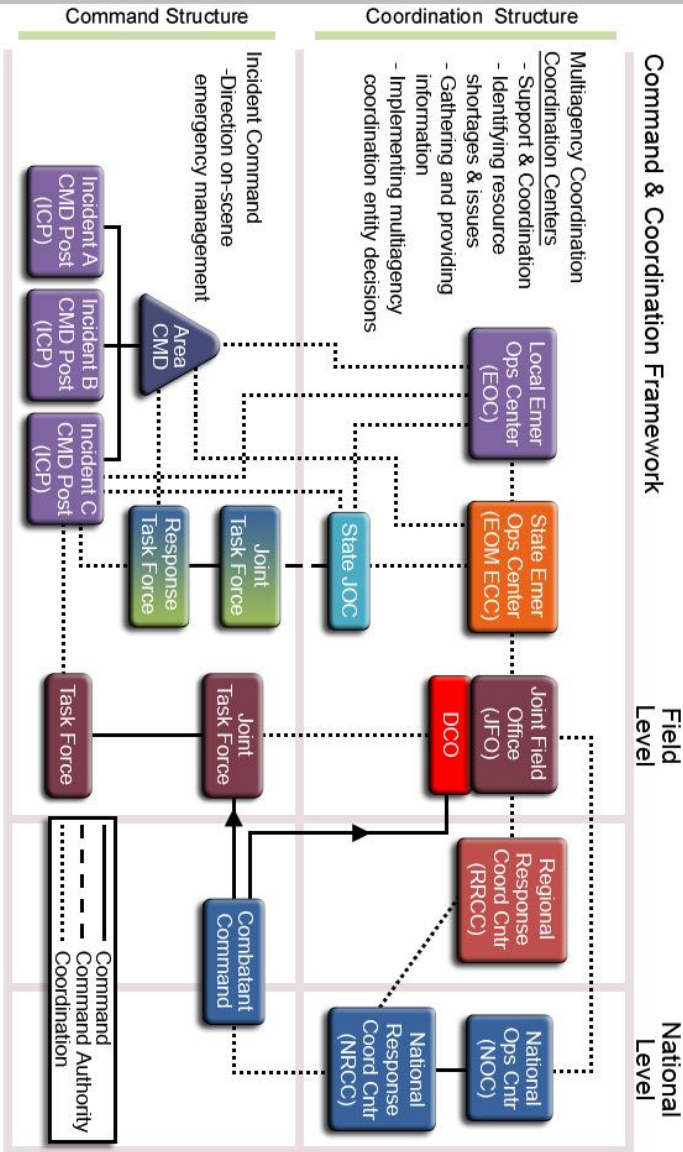 Command & Coordination Framework
Field
Level
National
Level
Coordination Structure
Command Structure
Multiagency Coordination
Coordination Centers
- Support & Coordination
- Identifying resource
shortages & issues
- Gathering and providing
information
- Implementing multiagency
coordination entity decisions
Local Emer
Ops Center
(EOC)
State Emer
Ops Center
(EOM ECC)
Joint Field
Office
(JFO)
DCO
Regional
Response
Coord Cntr
(RRCC)
National
Ops Cntr
(NOC)
National
Response
Coord Cntr
(NRCC)
State JOC
Incident Command
-Direction on-scene
emergency management
Area
CMD
Joint
Task Force
Response
Task Force
Joint
Task Force
Combatant
Command
Incident A
CMD Post
(ICP)
Incident B
CMD Post
(ICP)
Incident C
CMD Post
(ICP)
Task Force
Command
Command Authority
Coordination